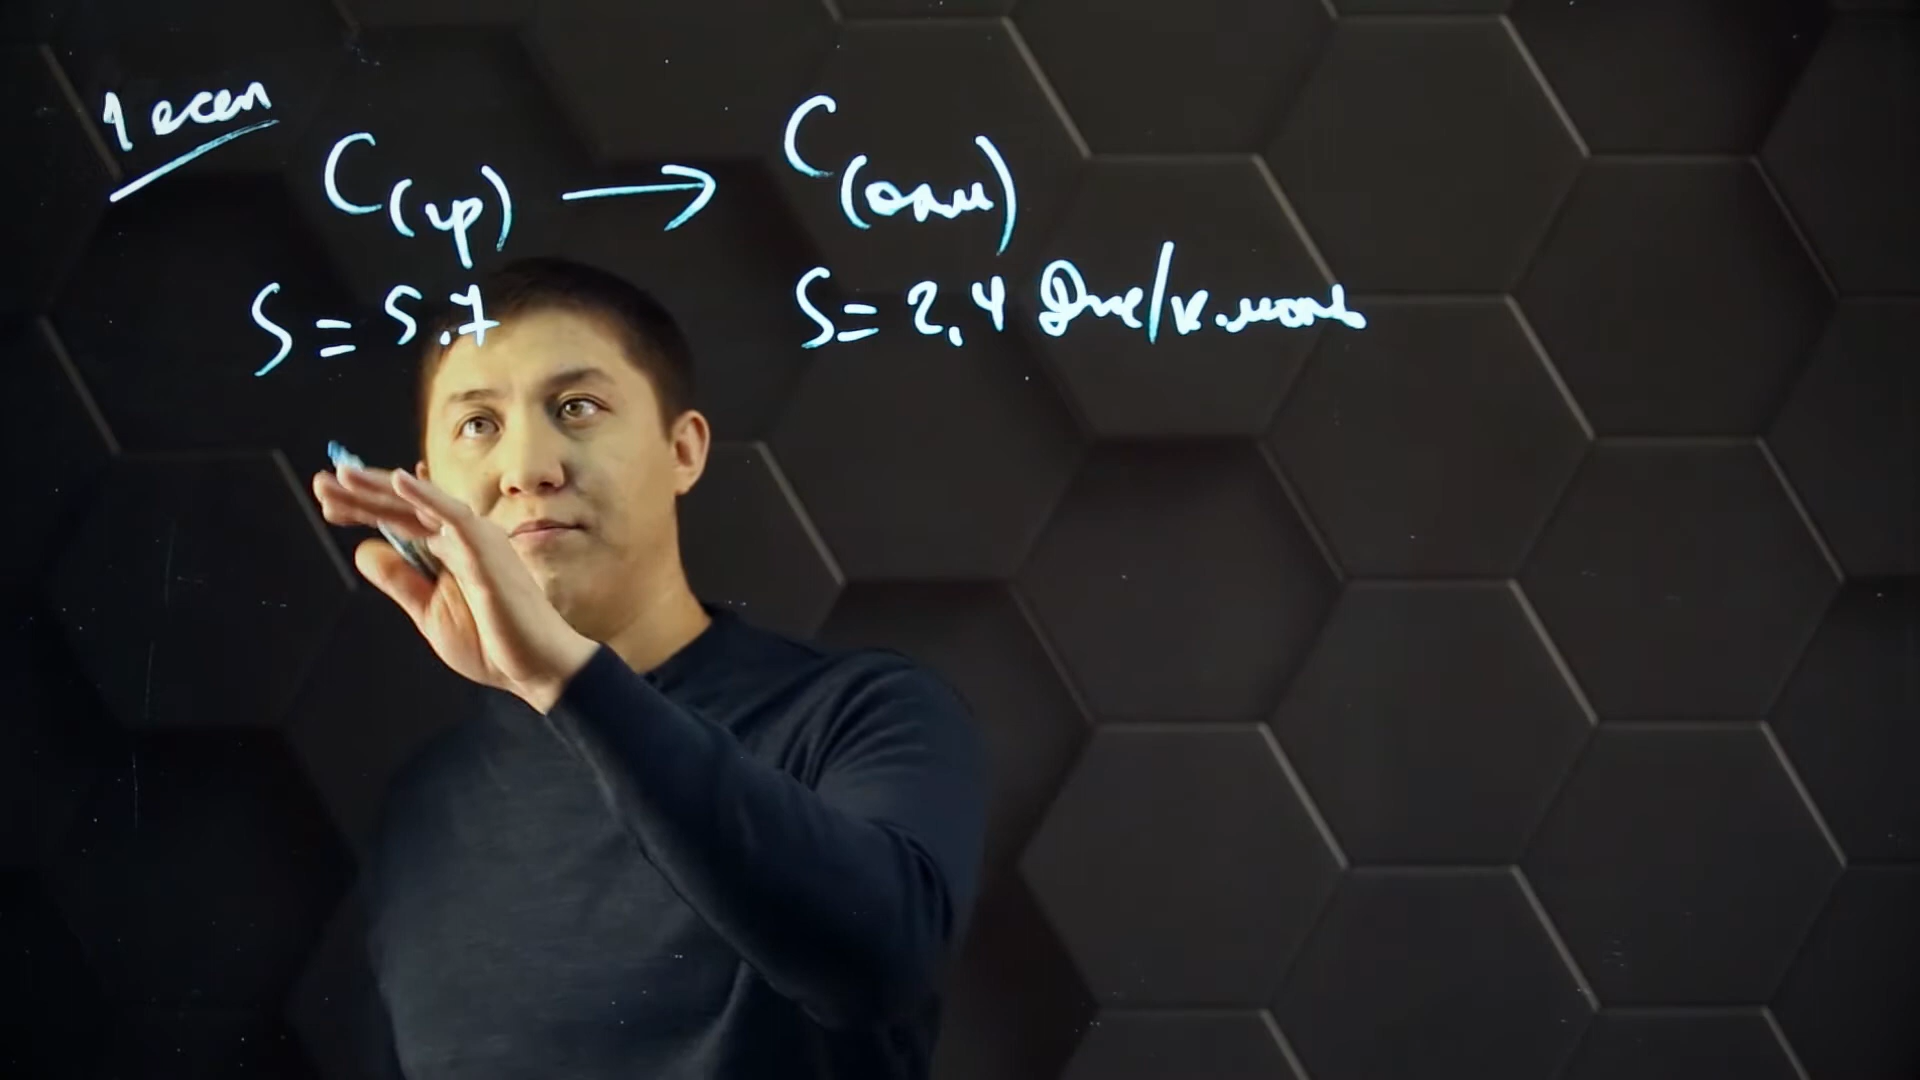 1 есеп
C(гр) → C(алм)
S = 5.7 S = 2.4 Дж/К·моль